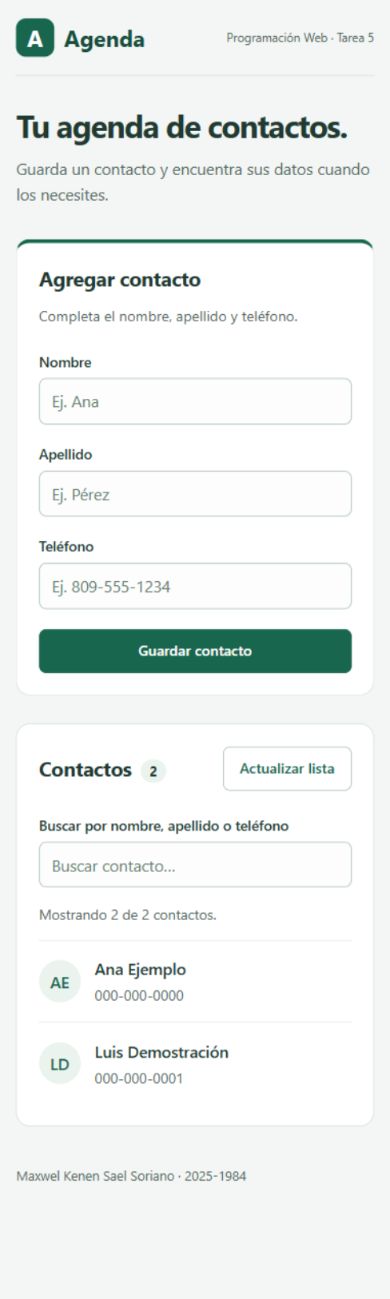 A Agenda
Programación Web · Tarea 5
Tu agenda de contactos.
Guarda un contacto y encuentra sus datos cuando
los necesites.
Agregar contacto
Completa el nombre, apellido y teléfono.
Nombre
Ej. Ana
Apellido
Ej. Pérez
Teléfono
Ej. 809-555-1234
Guardar contacto
Contactos 2
Actualizar lista
Buscar por nombre, apellido o teléfono
Buscar contacto...
Mostrando 2 de 2 contactos.
AE
Ana Ejemplo
000-000-0000
LD
Luis Demostración
000-000-0001
Maxwel Kenen Sael Soriano · 2025-1984